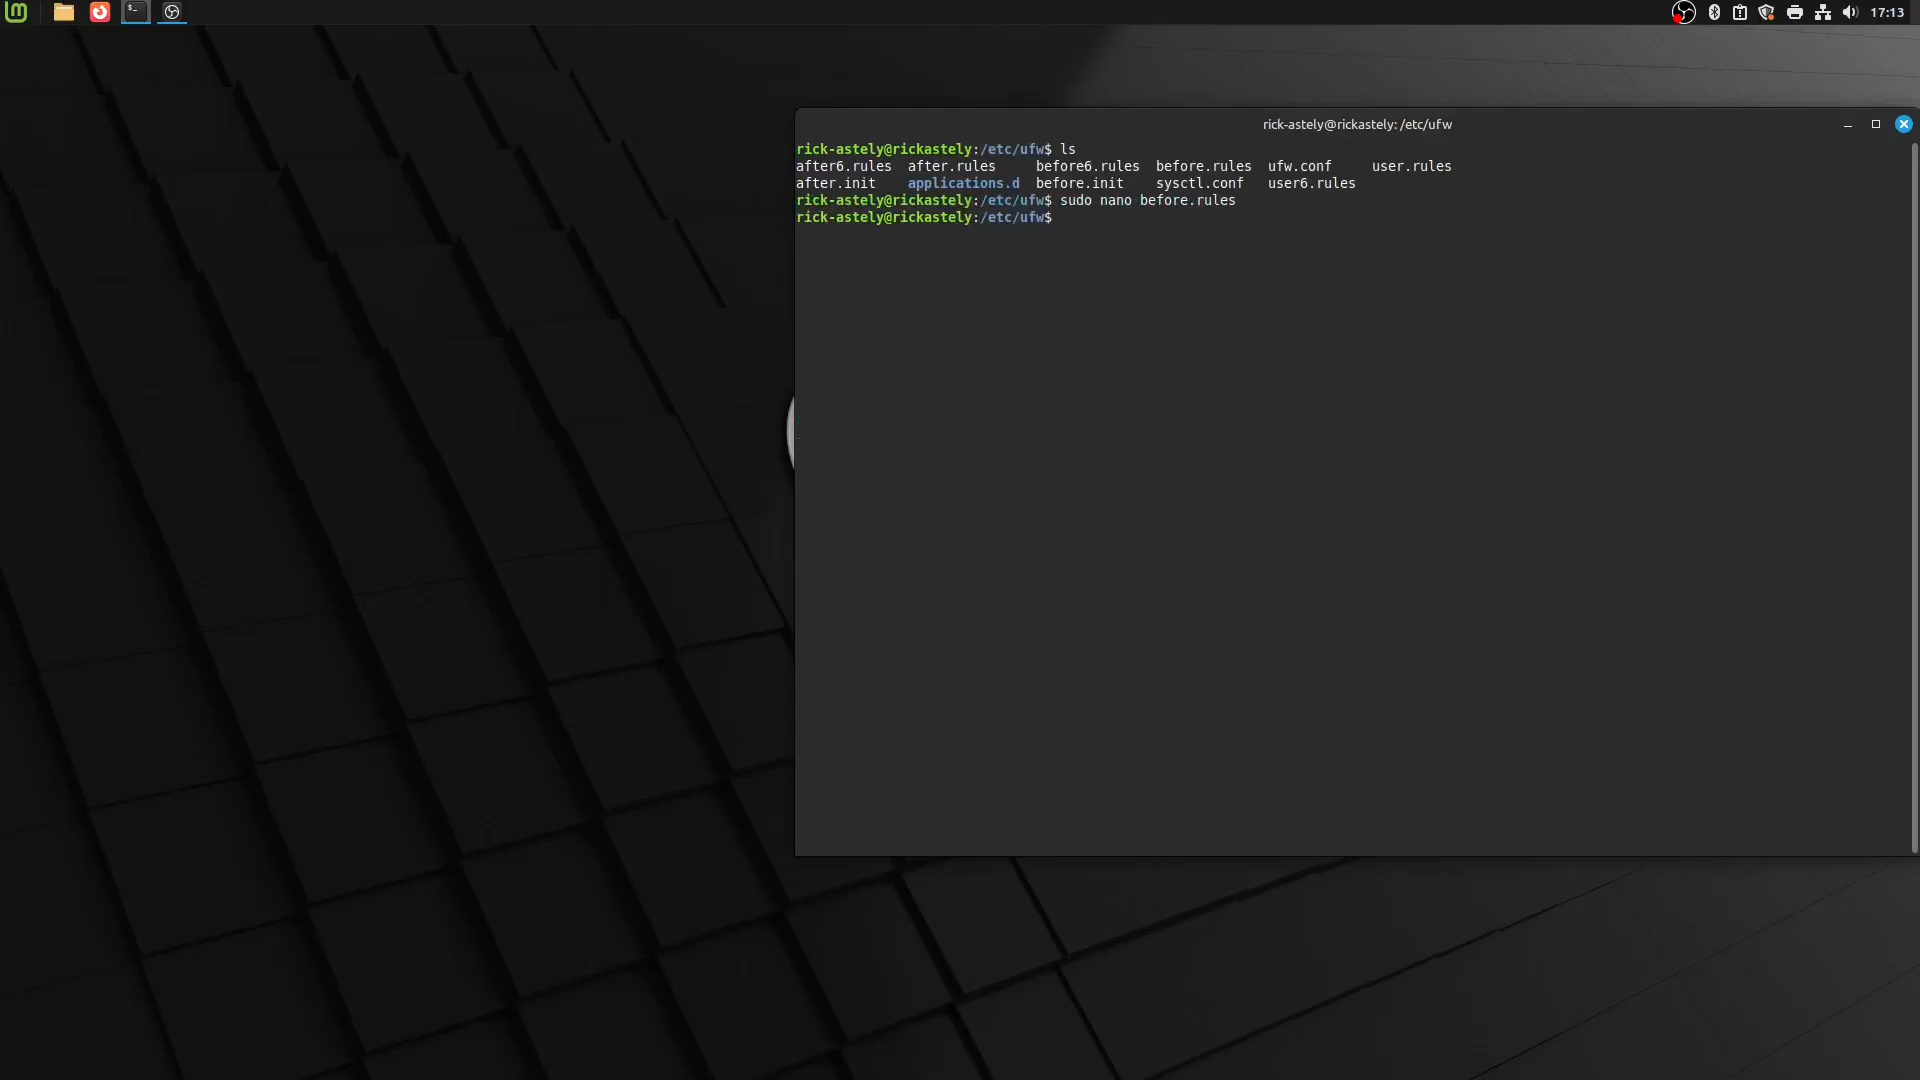 17:13
rick-astely@rickastely: /etc/ufw
rick-astely@rickastely:/etc/ufw$ ls
after6.rules  after.rules     before6.rules  before.rules  ufw.conf     user.rules
after.init    applications.d  before.init    sysctl.conf   user6.rules
rick-astely@rickastely:/etc/ufw$ sudo nano before.rules
rick-astely@rickastely:/etc/ufw$